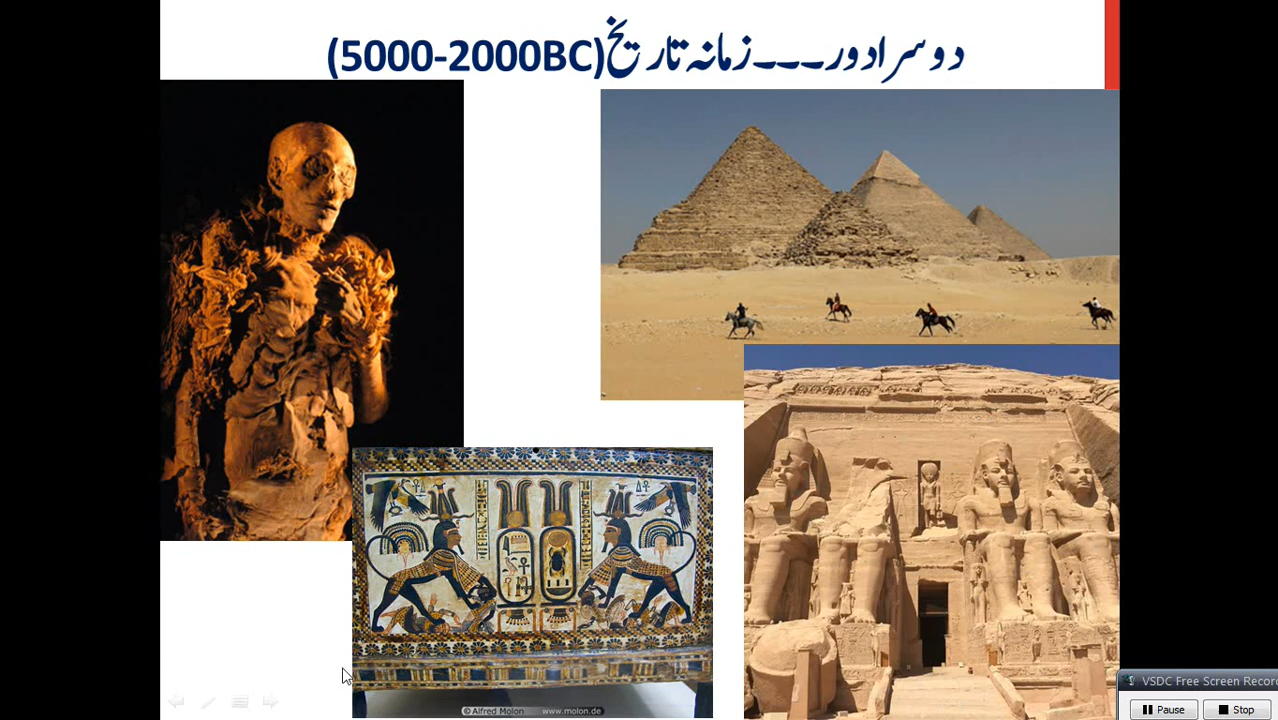 دوسرا دور---زمانہ تاریخ(5000-2000BC)
©Alfred Molon www.molon.de
VSDC Free Screen Recor
Pause Stop